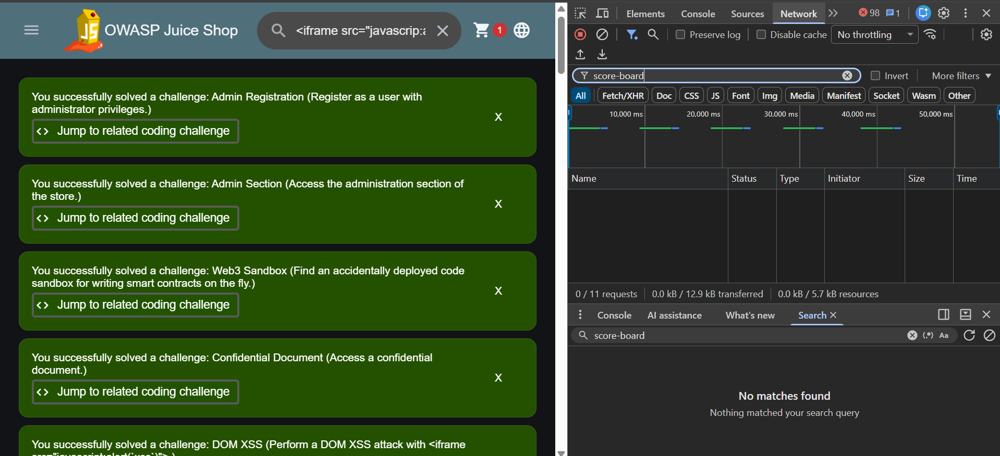 OWASP Juice Shop
<iframe src="javascrip:a
1
You successfully solved a challenge: Admin Registration (Register as a user with
administrator privileges.)
X
<> Jump to related coding challenge
You successfully solved a challenge: Admin Section (Access the administration section of
the store.)
X
<> Jump to related coding challenge
You successfully solved a challenge: Web3 Sandbox (Find an accidentally deployed code
sandbox for writing smart contracts on the fly.)
X
<> Jump to related coding challenge
You successfully solved a challenge: Confidential Document (Access a confidential
document.)
X
<> Jump to related coding challenge
You successfully solved a challenge: DOM XSS (Perform a DOM XSS attack with <iframe
src="javascript:alert(`xss`)">.)
JS
Elements Console Sources Network 98 1
Preserve log Disable cache No throttling
score-board Invert More filters
All Fetch/XHR Doc CSS JS Font Img Media Manifest Socket Wasm Other
10,000 ms 20,000 ms 30,000 ms 40,000 ms 50,000 ms
Name Status Type Initiator Size Time
0 / 11 requests 0.0 kB / 12.9 kB transferred 0.0 kB / 5.7 kB resources
Console AI assistance What's new Search
score-board (.*) Aa
No matches found
Nothing matched your search query